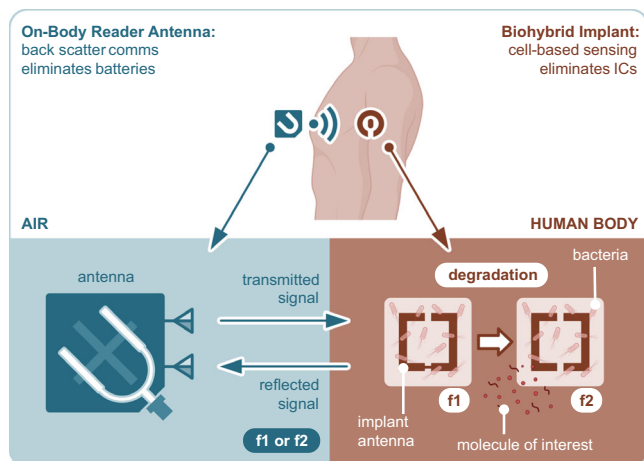 On-Body Reader Antenna:
back scatter comms
eliminates batteries
Biohybrid Implant:
cell-based sensing
eliminates ICs
AIR
HUMAN BODY
antenna
transmitted
signal
reflected
signal
f1 or f2
degradation
bacteria
f1
f2
implant
antenna
molecule of interest